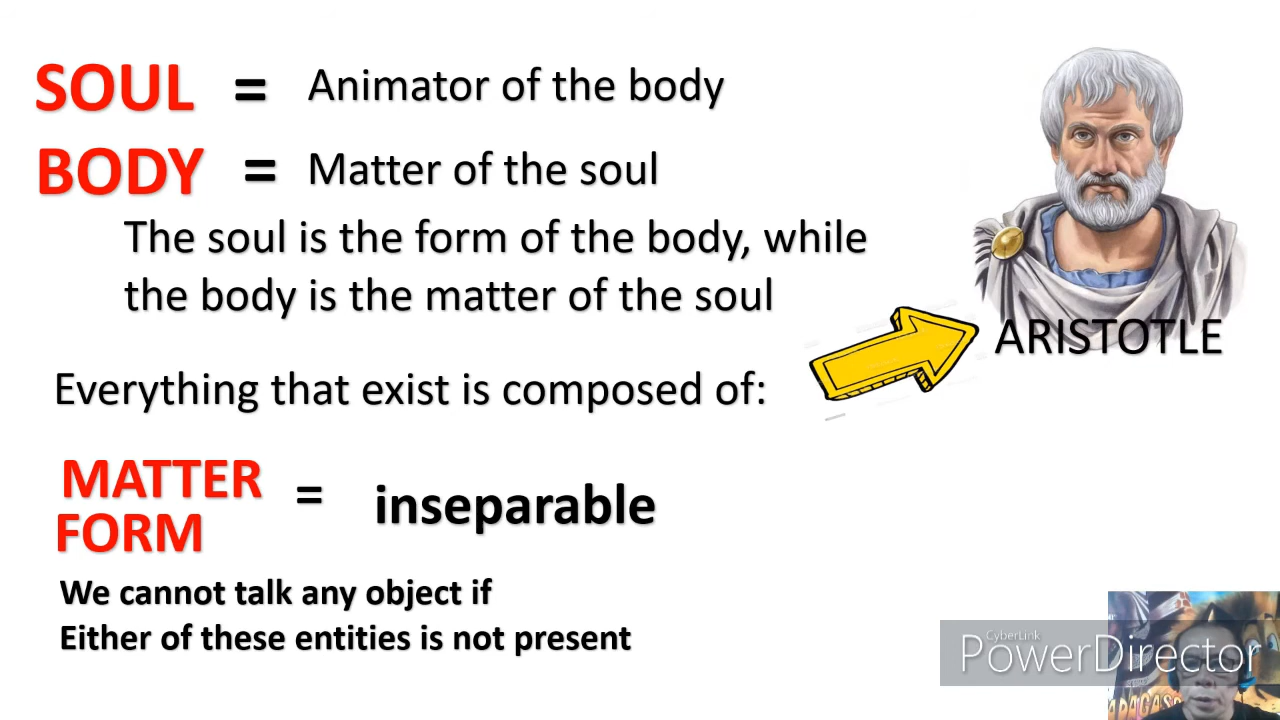 SOUL = Animator of the body
BODY = Matter of the soul
The soul is the form of the body, while
the body is the matter of the soul
ARISTOTLE
Everything that exist is composed of:
MATTER
FORM
= inseparable
We cannot talk any object if
Either of these entities is not present
CyberLink
PowerDirector